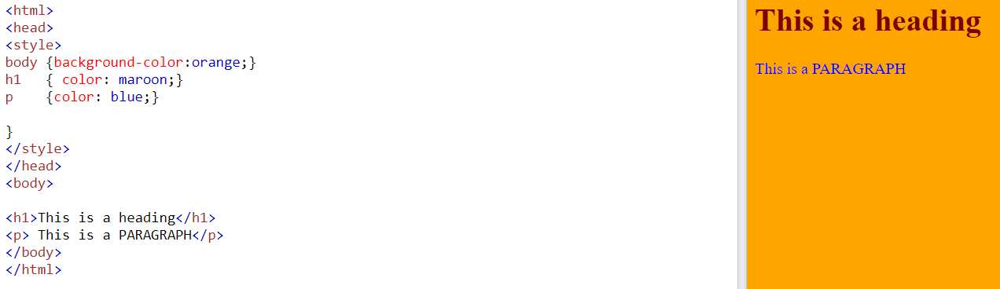 <html>
<head>
<style>
body {background-color:orange;}
h1   { color: maroon;}
p    {color: blue;}
}
</style>
</head>
<body>
<h1>This is a heading</h1>
<p> This is a PARAGRAPH</p>
</body>
</html>
This is a heading
This is a PARAGRAPH